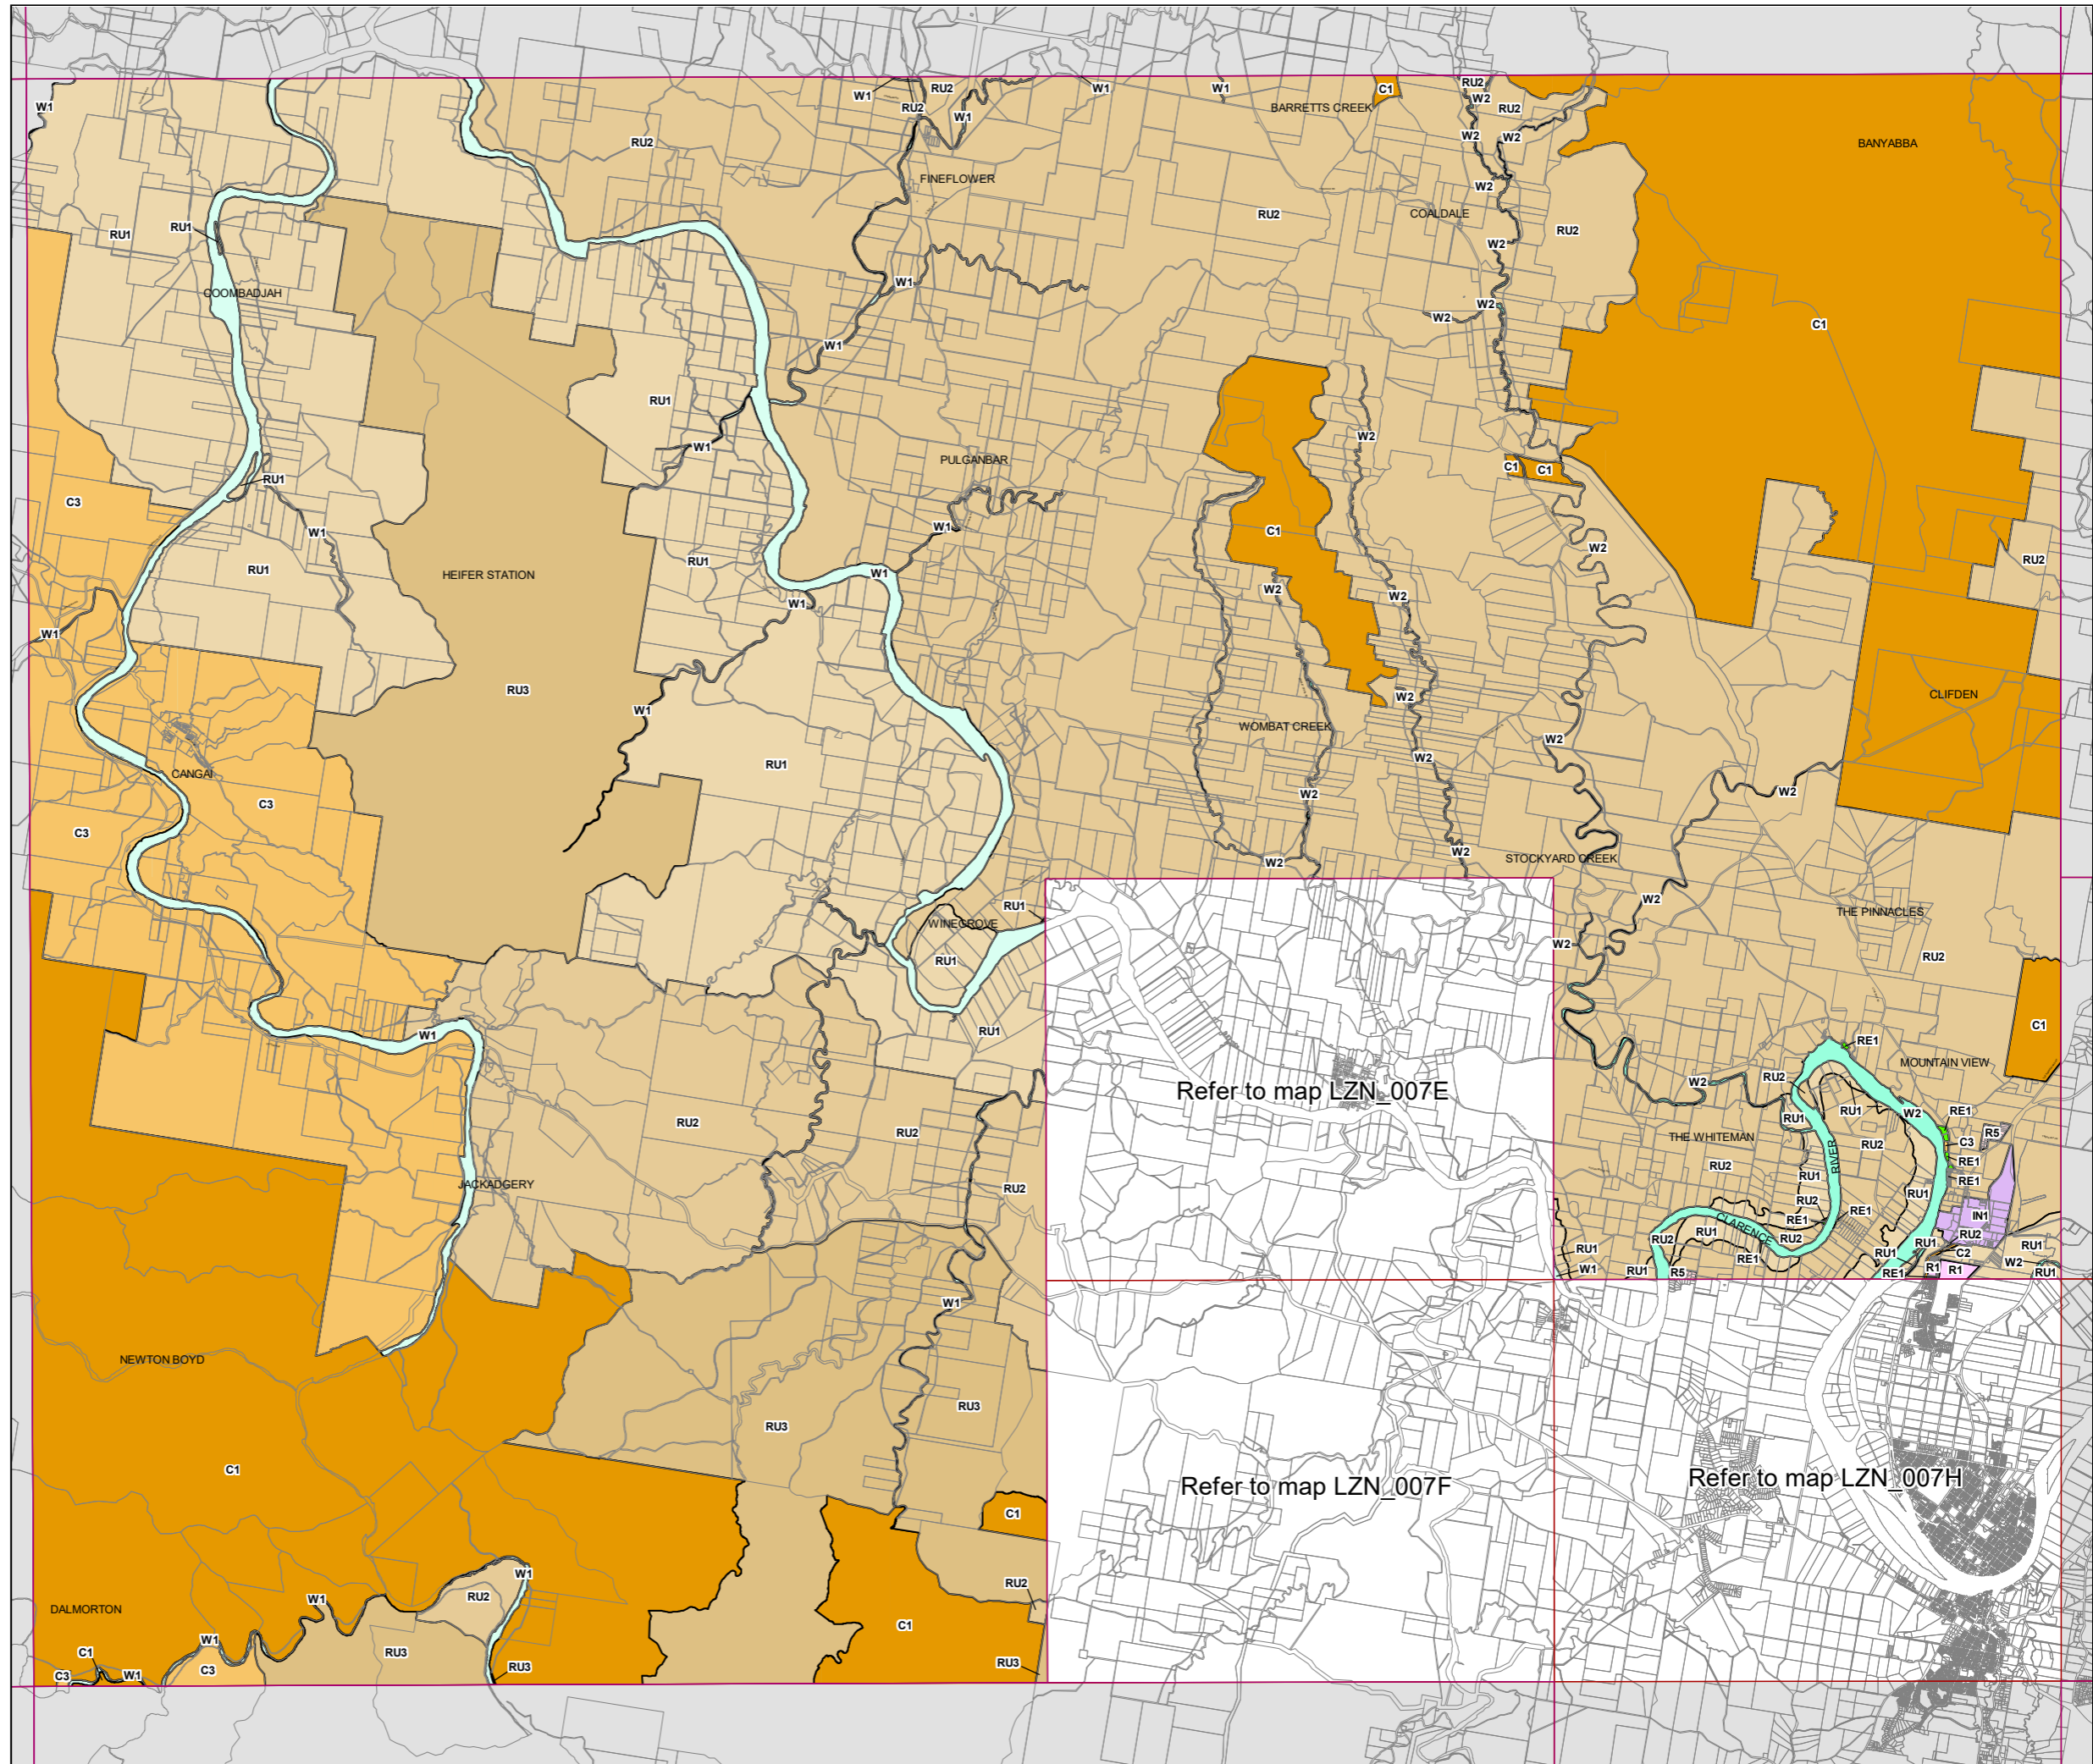 W1
W1
RU2
W1
W1
C1
RU2
W2
RU2
BARRETTS CREEK
RU2
W1
W2
W2
RU2
BANYABBA
FINEFLOWER
W2
RU2
COALDALE
RU1
RU1
W2
RU2
COOMBADJAH
W1
W2
W2
C1
W1
RU1
W2
W1
PULGANBAR
C1
C1
RU1
C3
W1
W1
C1
W2
RU1
RU1
W1
HEIFER STATION
RU2
W2
W2
W1
W1
RU3
W2
CLIFDEN
W1
WOMBAT CREEK
W2
W2
RU1
CANGAI
W2
W2
C3
C3
W2
W2
STOCKYARD CREEK
W2
RU1
THE PINNACLES
WINEGROVE
W2
RU2
RU1
C1
RU1
W1
RE1
MOUNTAIN VIEW
RU2
W2
Refer to map LZN_007E
RU1
RU1
W2
RE1
RU2
RU2
THE WHITEMAN
RU2
C3
R5
RIVER
RE1
RU2
RU1
RE1
JACKADGERY
RU2
RU1
RU2
RE1
IN1
CLARENCE
RE1
RU1
RU2
RU2
RU2
RU1
RU1
RU1
RE1
RU1
C2
W2
W1
RU1
R5
RE1
R1
R1
RU1
W1
NEWTON BOYD
RU3
RU3
C1
Refer to map LZN_007F
Refer to map LZN_007H
C1
W1
RU2
RU2
DALMORTON
W1
C1
W1
RU3
C1
W1
C3
C3
RU3
RU3